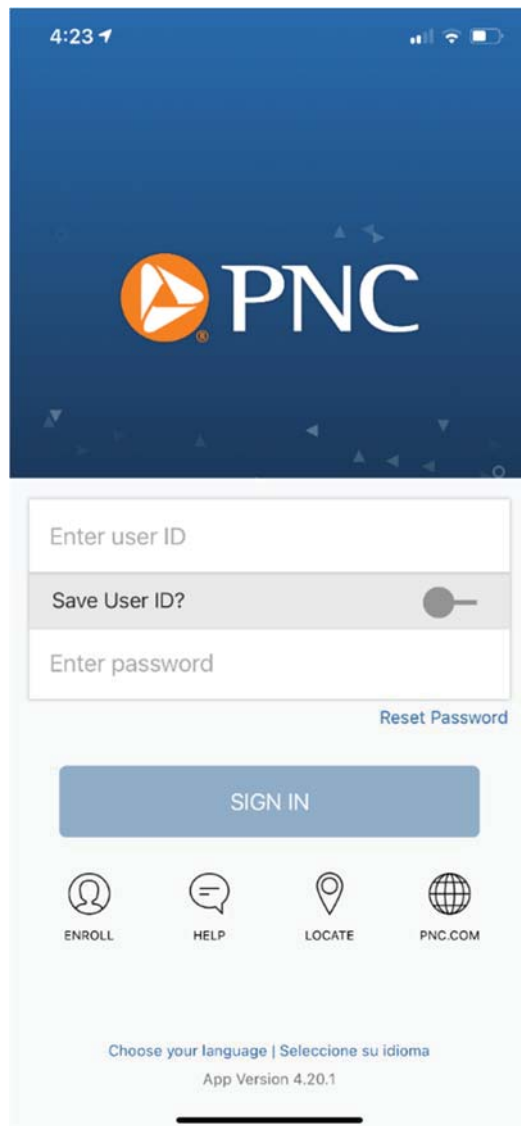 4:23
PNC
®
Enter user ID
Save User ID?
Enter password
Reset Password
SIGN IN
ENROLL HELP LOCATE PNC.COM
Choose your language | Seleccione su idioma
App Version 4.20.1